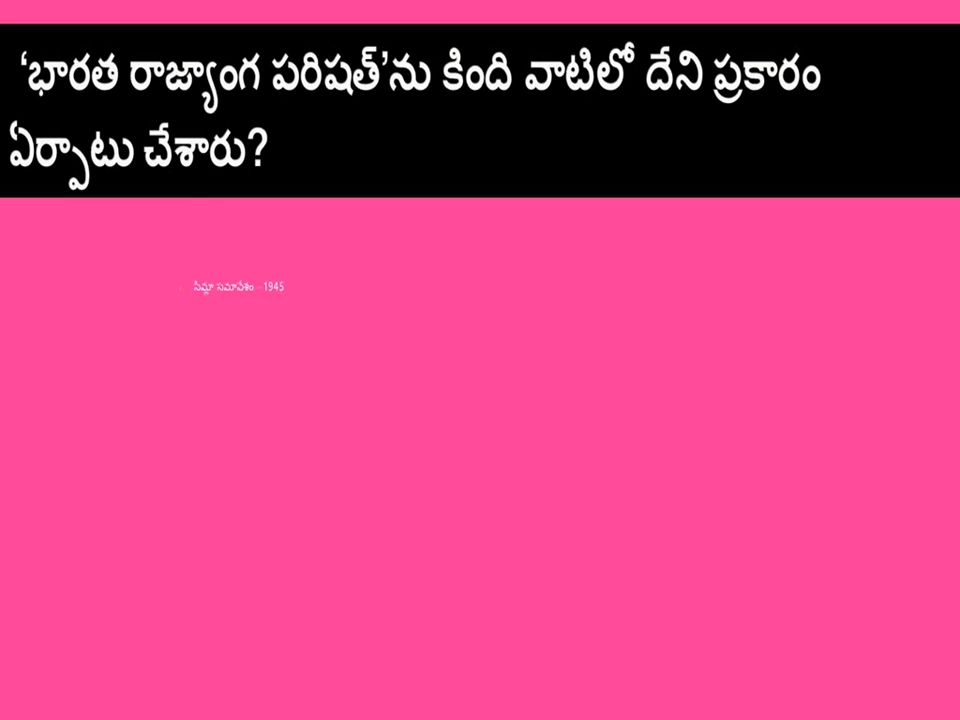 ‘భారత రాజ్యాంగ పరిషత్’ను కింది వాటిలో దేని ప్రకారం
ఏర్పాటు చేశారు?
సిమ్లా సమావేశం – 1945